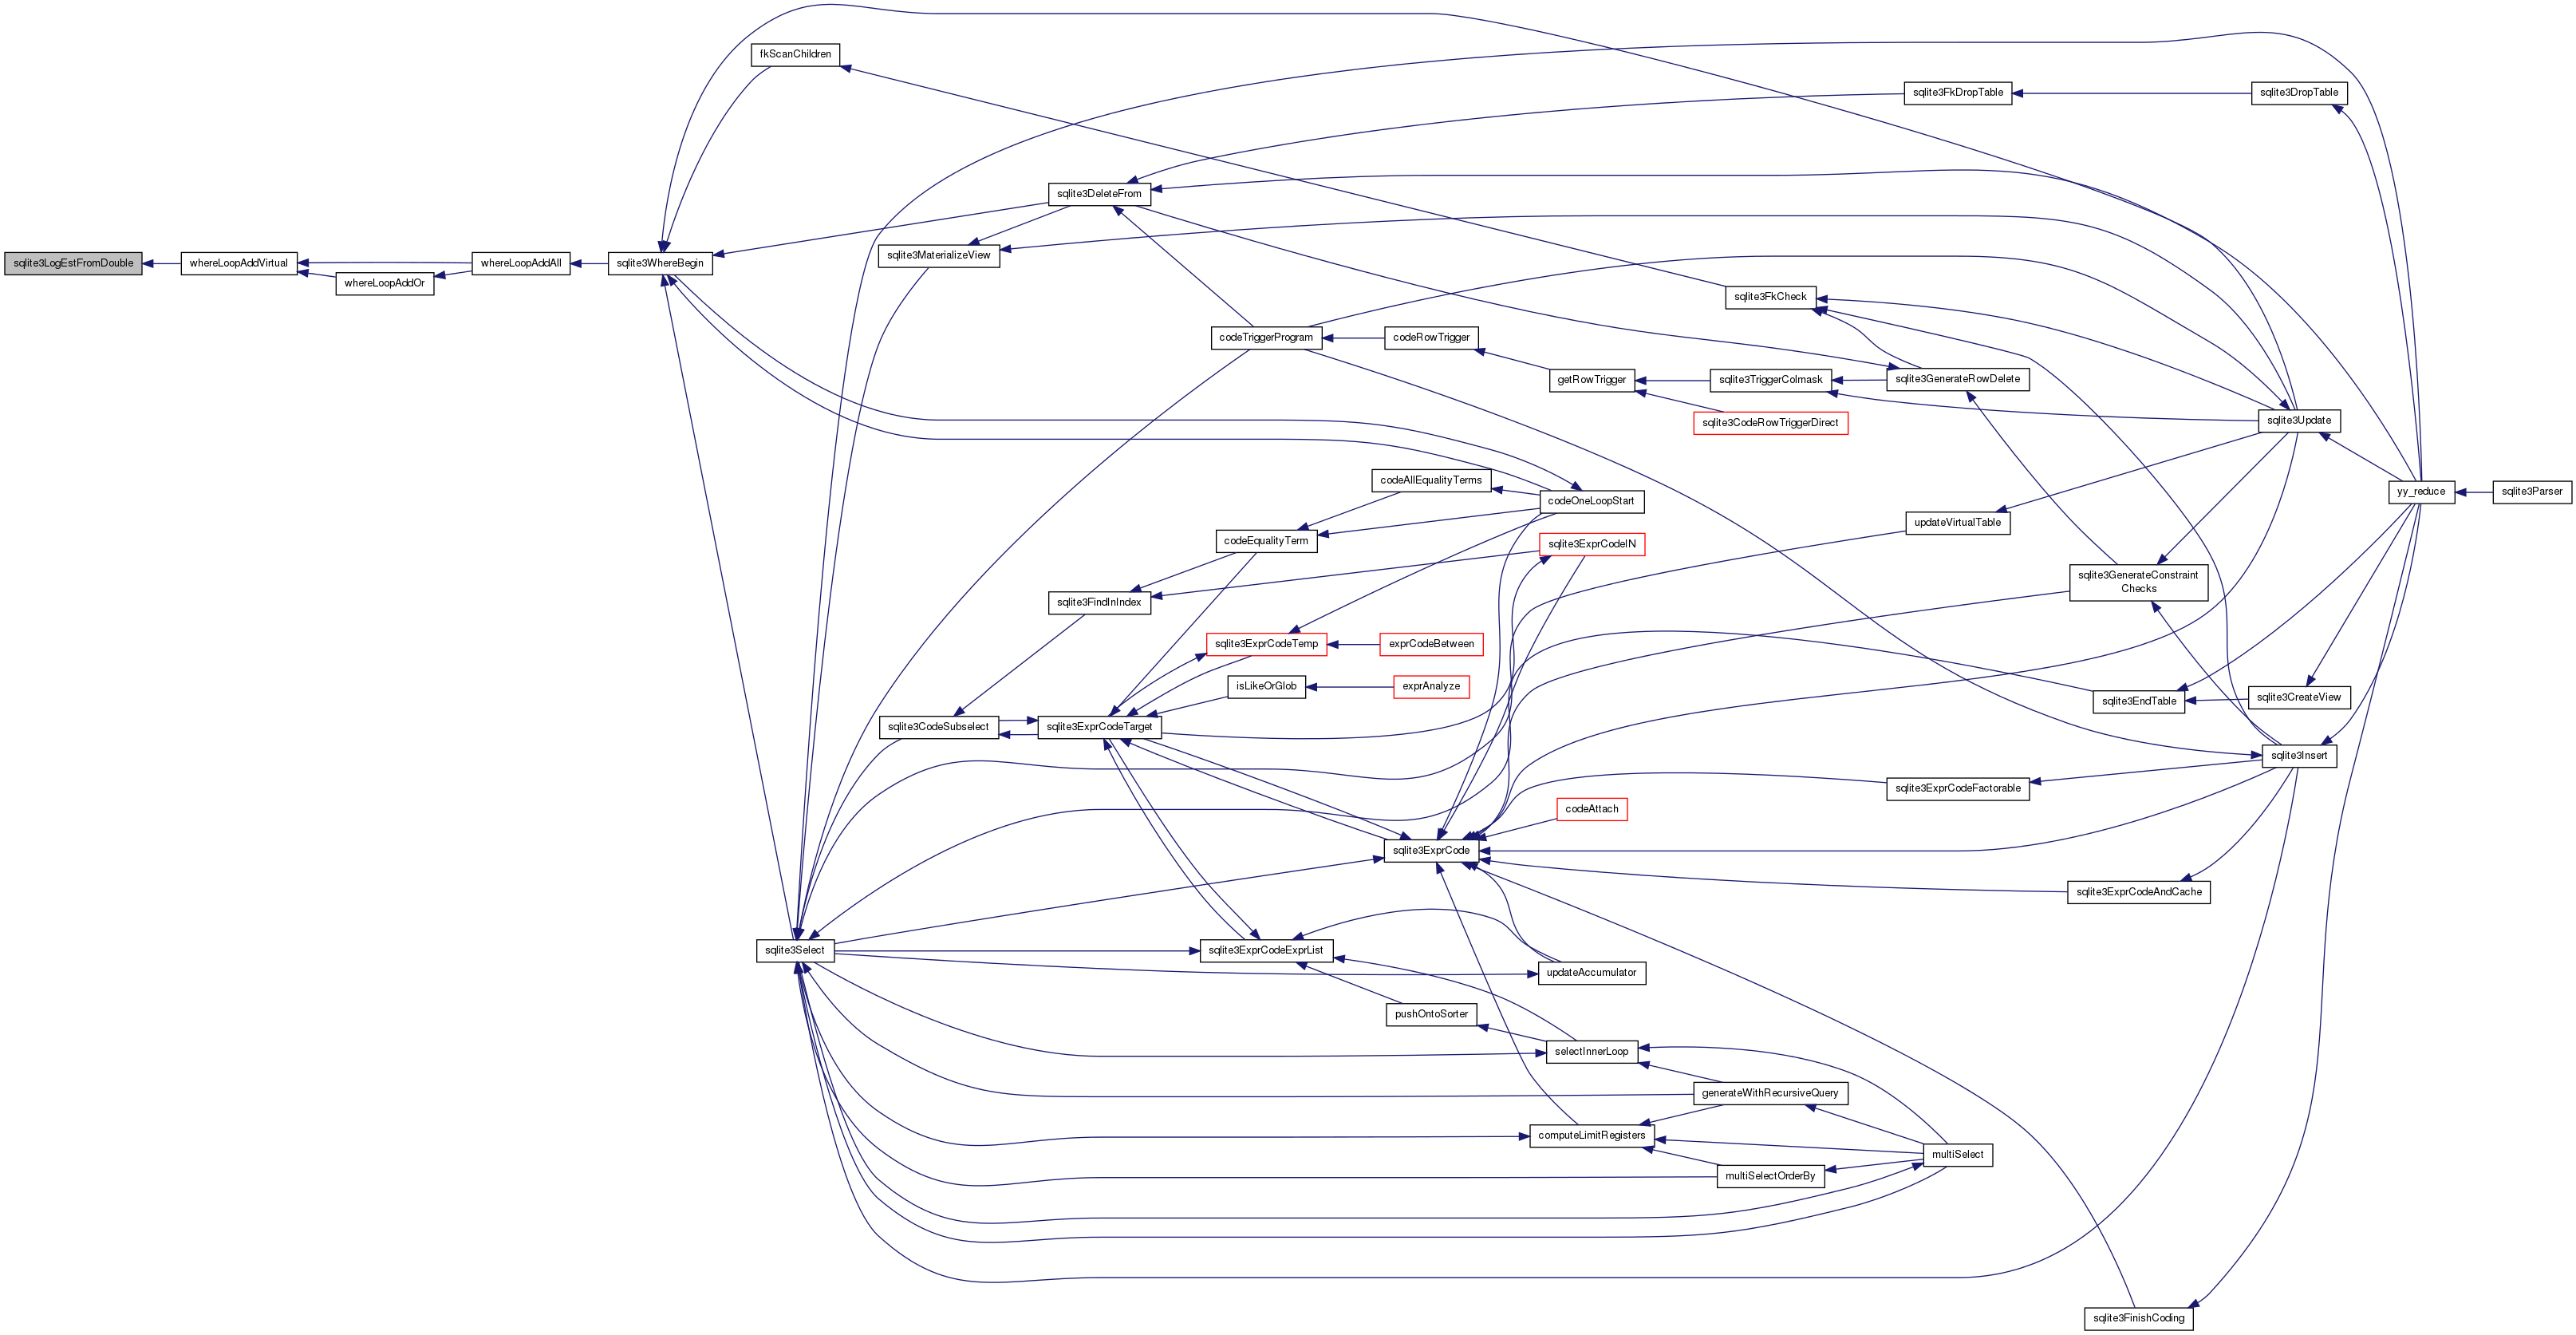 fkScanChildren
sqlite3FkDropTable
sqlite3DropTable
sqlite3DeleteFrom
sqlite3LogEstFromDouble
whereLoopAddVirtual
whereLoopAddAll
sqlite3WhereBegin
sqlite3MaterializeView
whereLoopAddOr
sqlite3FkCheck
codeTriggerProgram
codeRowTrigger
getRowTrigger
sqlite3TriggerColmask
sqlite3GenerateRowDelete
sqlite3CodeRowTriggerDirect
sqlite3Update
codeAllEqualityTerms
codeOneLoopStart
yy_reduce
sqlite3Parser
updateVirtualTable
codeEqualityTerm
sqlite3ExprCodeIN
sqlite3GenerateConstraint
Checks
sqlite3FindInIndex
sqlite3ExprCodeTemp
exprCodeBetween
isLikeOrGlob
exprAnalyze
sqlite3EndTable
sqlite3CreateView
sqlite3CodeSubselect
sqlite3ExprCodeTarget
sqlite3Insert
sqlite3ExprCodeFactorable
codeAttach
sqlite3ExprCode
sqlite3ExprCodeAndCache
sqlite3Select
sqlite3ExprCodeExprList
updateAccumulator
pushOntoSorter
selectInnerLoop
generateWithRecursiveQuery
computeLimitRegisters
multiSelect
multiSelectOrderBy
sqlite3FinishCoding